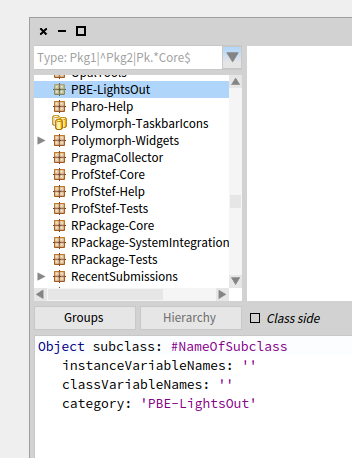 Type: Pkg1|^Pkg2|Pk.*Core$
OpalTools
PBE-LightsOut
Pharo-Help
Polymorph-TaskbarIcons
Polymorph-Widgets
PragmaCollector
ProfStef-Core
ProfStef-Help
ProfStef-Tests
RPackage-Core
RPackage-SystemIntegration
RPackage-Tests
RecentSubmissions
Groups Hierarchy Class side
Object subclass: #NameOfSubclass
instanceVariableNames: ''
classVariableNames: ''
category: 'PBE-LightsOut'